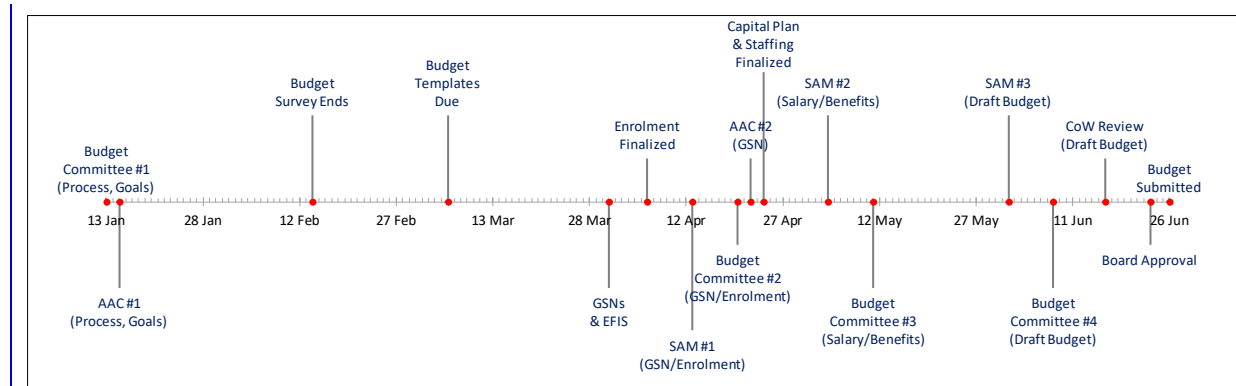 Capital Plan
& Staffing
Finalized
Budget
Survey Ends
Budget
Templates
Due
SAM #2
(Salary/Benefits)
SAM #3
(Draft Budget)
Enrolment
Finalized
AAC #2
(GSN)
CoW Review
(Draft Budget)
Budget
Committee #1
(Process, Goals)
Budget
Submitted
13 Jan
28 Jan
12 Feb
27 Feb
13 Mar
28 Mar
12 Apr
27 Apr
12 May
27 May
11 Jun
26 Jun
Budget
Committee #2
(GSN/Enrolment)
Board Approval
AAC #1
(Process, Goals)
GSNs
& EFIS
Budget
Committee #3
(Salary/Benefits)
Budget
Committee #4
(Draft Budget)
SAM #1
(GSN/Enrolment)